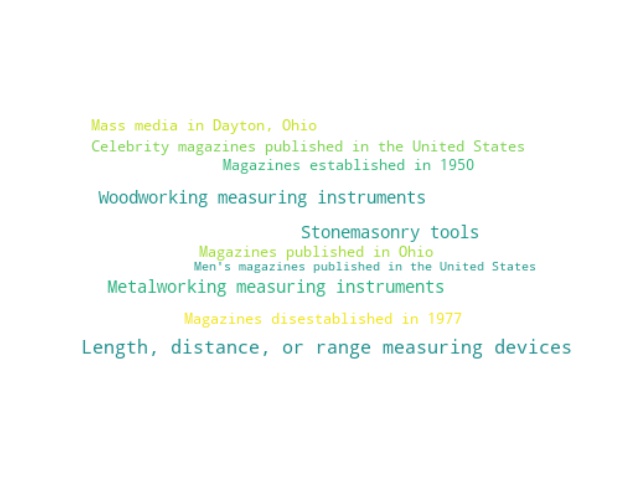 Mass media in Dayton, Ohio
Celebrity magazines published in the United States
Magazines established in 1950
Woodworking measuring instruments
Stonemasonry tools
Magazines published in Ohio
Men's magazines published in the United States
Metalworking measuring instruments
Magazines disestablished in 1977
Length, distance, or range measuring devices